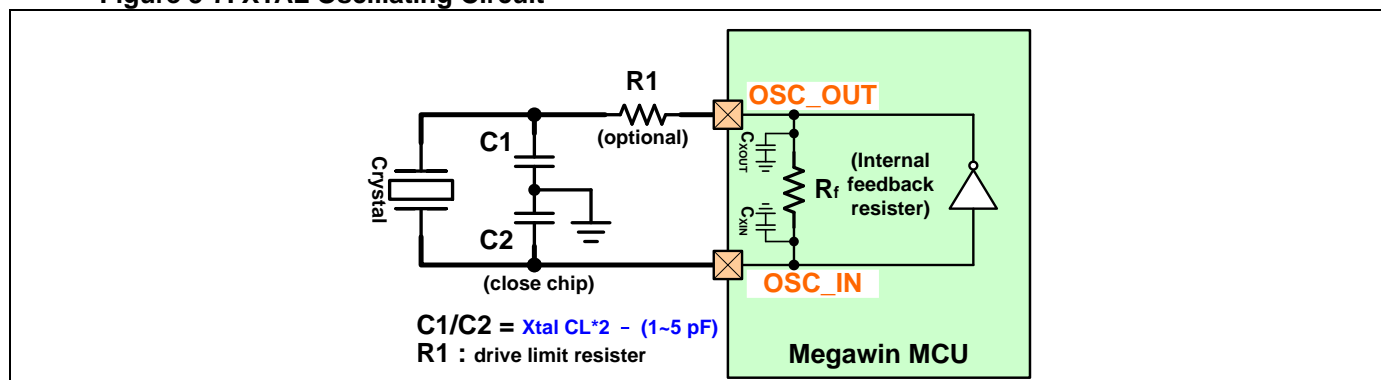 R1
OSC_OUT
(optional)
C1
CXOUT
(Internal
feedback
resister)
Rf
Crystal
CXIN
C2
(close chip)
OSC_IN
C1/C2 = Xtal CL*2 - (1~5 pF)
R1 : drive limit resister
Megawin MCU